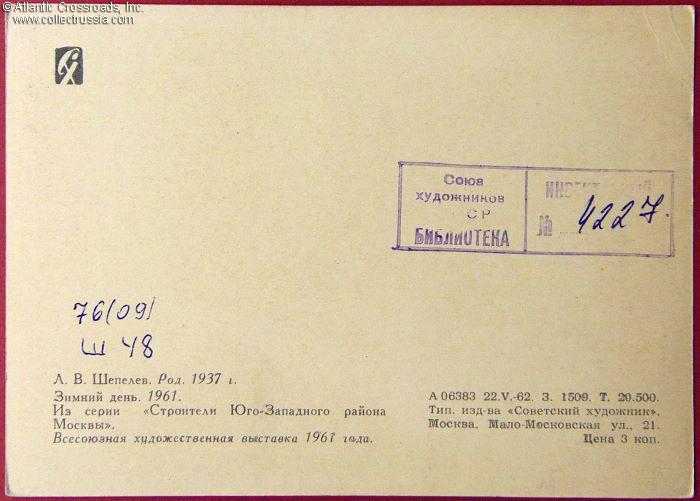 © Atlantic Crossroads, Inc.
www.collectrussia.com
СХ
Союз
художников
СР
БИБЛИОТЕКА
№ 4227.
76(09)
Ш 48
Л. В. Шепелев. Род. 1937 г.
Зимний день. 1961.
Из серии «Строители Юго-Западного района
Москвы».
Всесоюзная художественная выставка 1961 года.
А 06383 22.V.-62. З. 1509. Т. 20.500.
Тип. изд-ва «Советский художник».
Москва, Мало-Московская ул., 21.
Цена 3 коп.